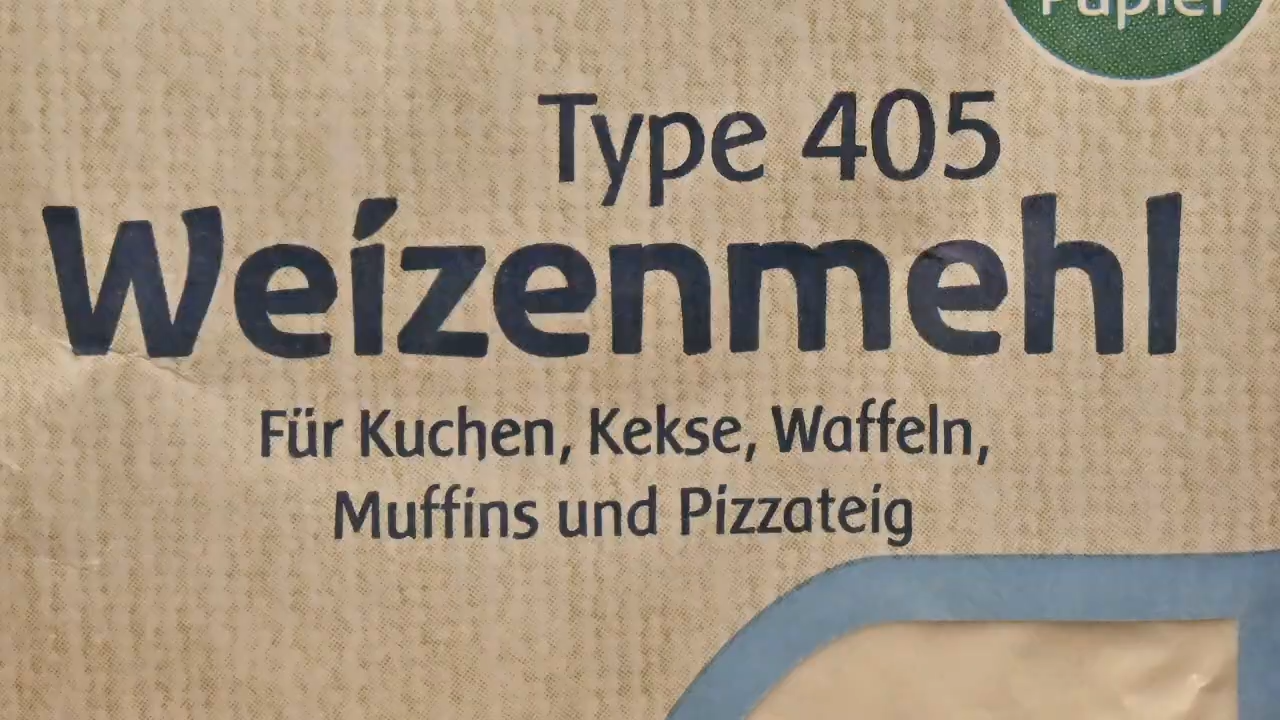 Papier
Type 405
Weizenmehl
Für Kuchen, Kekse, Waffeln,
Muffins und Pizzateig